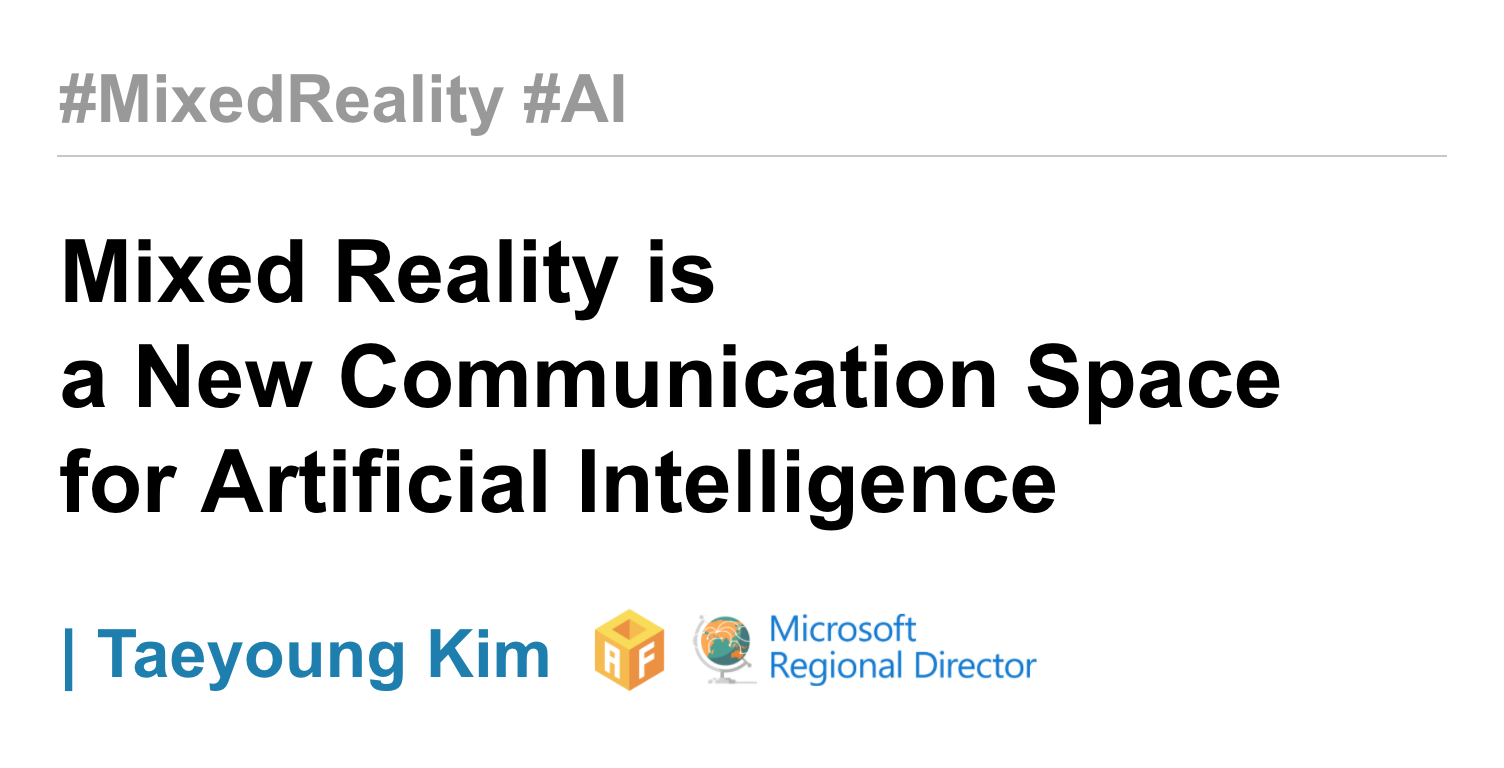 #MixedReality #AI
Mixed Reality is
a New Communication Space
for Artificial Intelligence
| Taeyoung Kim
AF
Microsoft
Regional Director